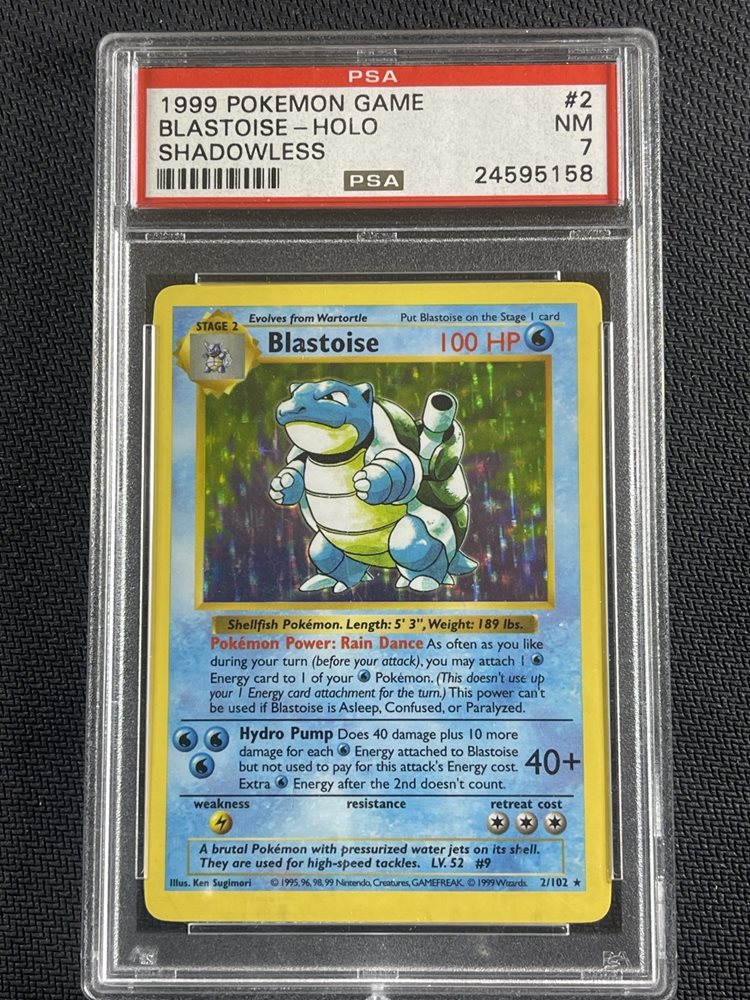 PSA
1999 POKEMON GAME #2
BLASTOISE-HOLO NM
SHADOWLESS 7
PSA 24595158
STAGE 2 Evolves from Wartortle Put Blastoise on the Stage 1 card
Blastoise 100 HP
Shellfish Pokémon. Length: 5' 3", Weight: 189 lbs.
Pokémon Power: Rain Dance As often as you like
during your turn (before your attack), you may attach 1
Energy card to 1 of your Pokémon. (This doesn't use up
your 1 Energy card attachment for the turn.) This power can't
be used if Blastoise is Asleep, Confused, or Paralyzed.
Hydro Pump Does 40 damage plus 10 more
damage for each Energy attached to Blastoise
but not used to pay for this attack's Energy cost. 40+
Extra Energy after the 2nd doesn't count.
weakness resistance retreat cost
A brutal Pokémon with pressurized water jets on its shell.
They are used for high-speed tackles. LV. 52 #9
Illus. Ken Sugimori © 1995, 96, 98, 99 Nintendo, Creatures, GAMEFREAK. © 1999 Wizards. 2/102 ★